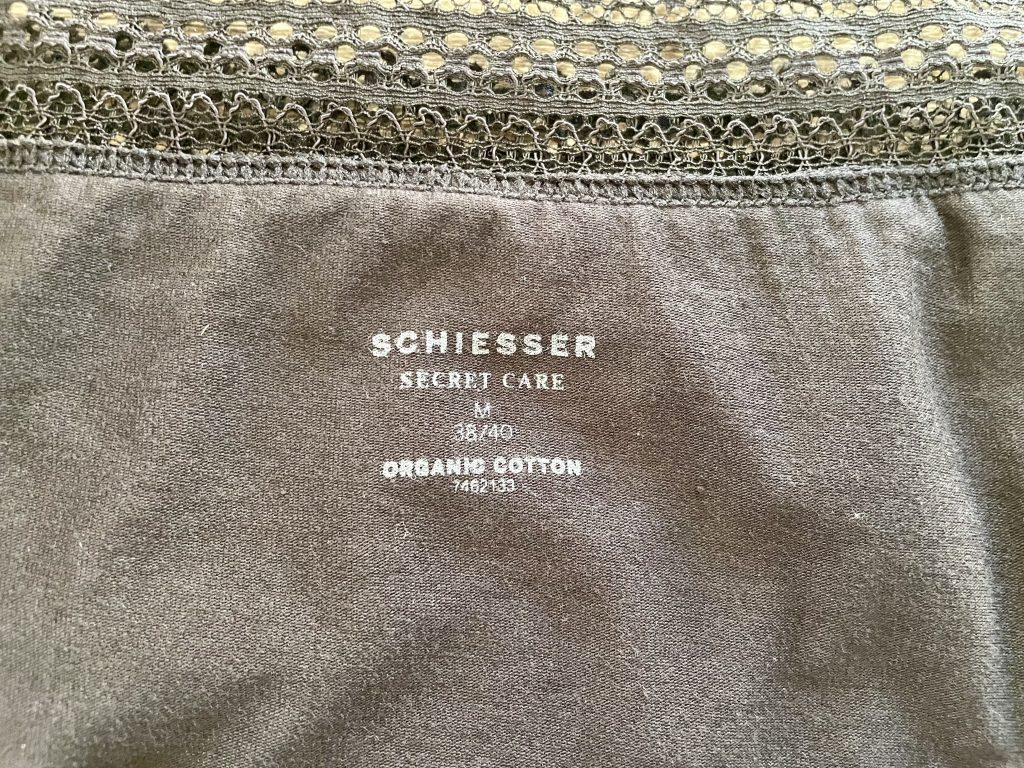 SCHIESSER
SECRET CARE
M
38/40
ORGANIC COTTON
7462133